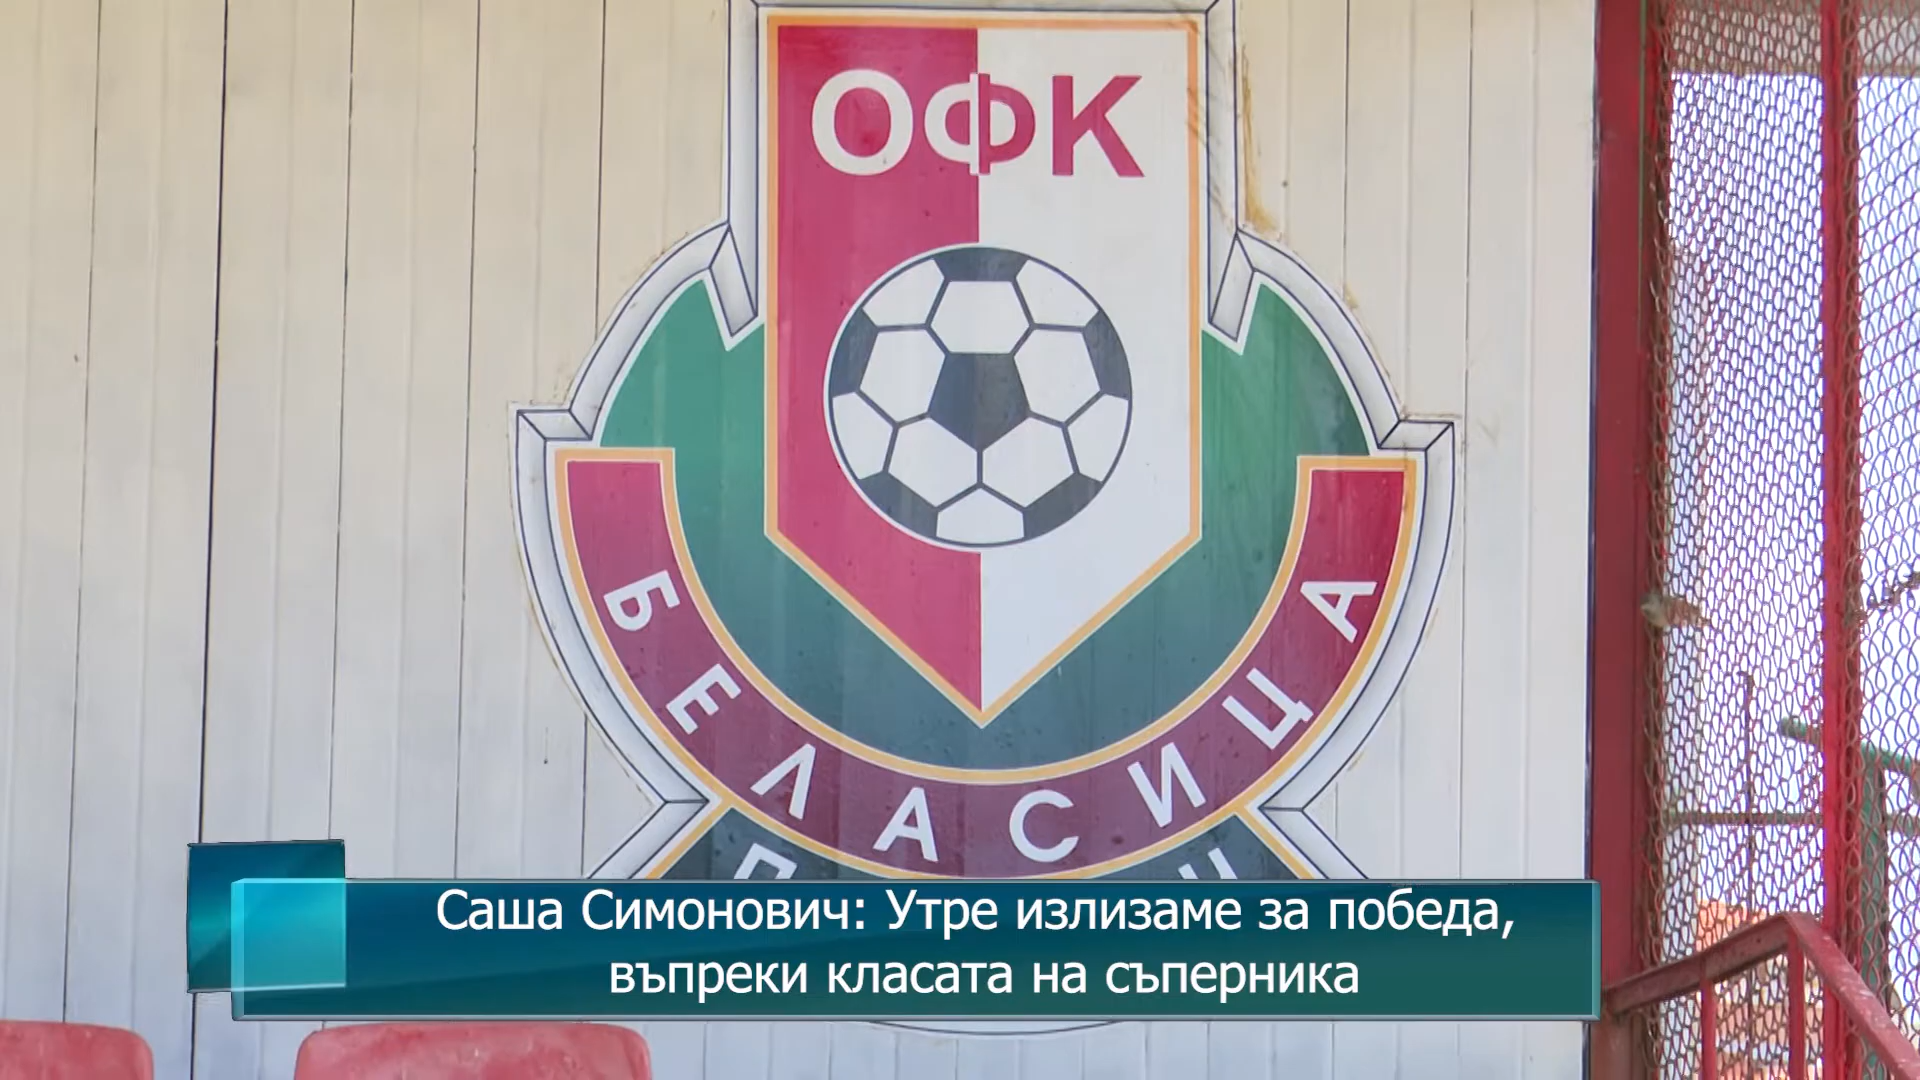 ОФК
БЕЛАСИЦА
Саша Симонович: Утре излизаме за победа,
въпреки класата на съперника